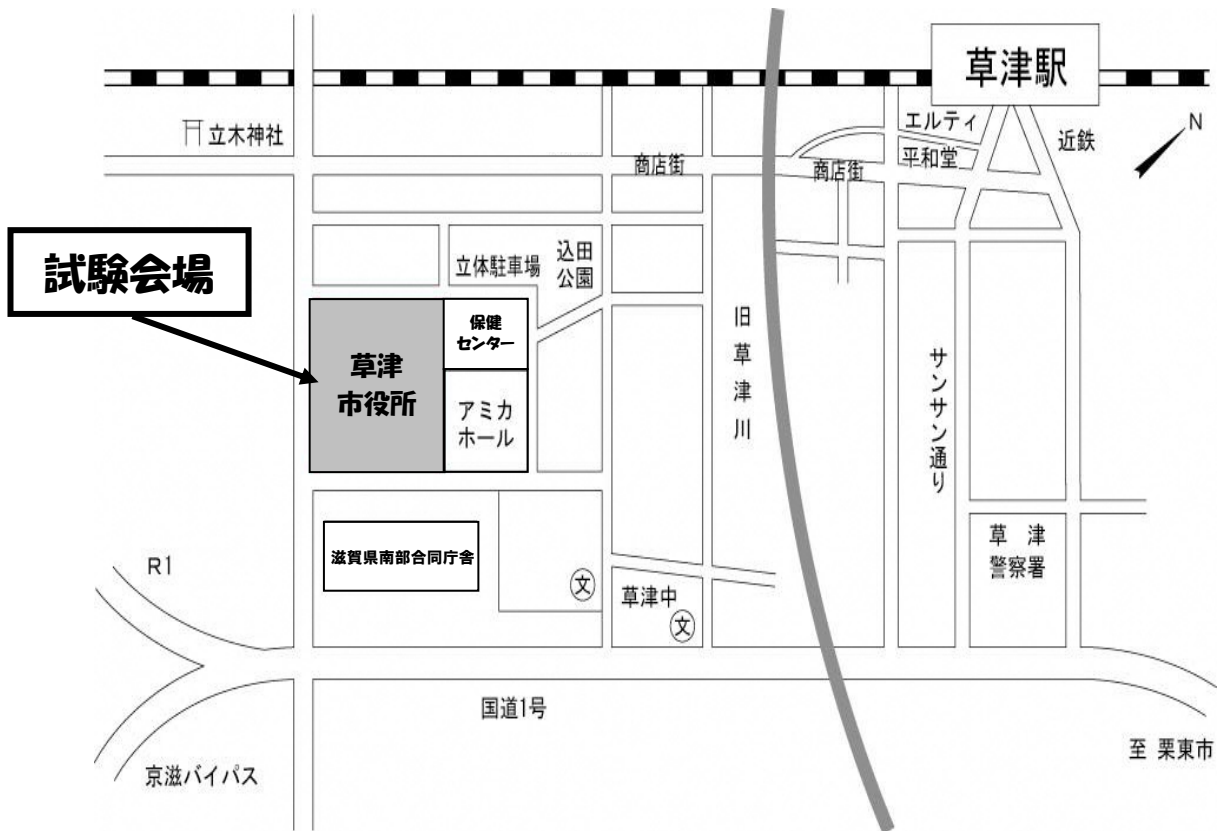 草津駅
N
エルティ
近鉄
平和堂
⛩立木神社
商店街
商店街
試験会場
立体駐車場
込田
公園
保健
センター
草津
市役所
アミカ
ホール
旧草津川
サンサン通り
草津
警察署
滋賀県南部合同庁舎
R1
文
草津中
文
国道1号
至 栗東市
京滋バイパス